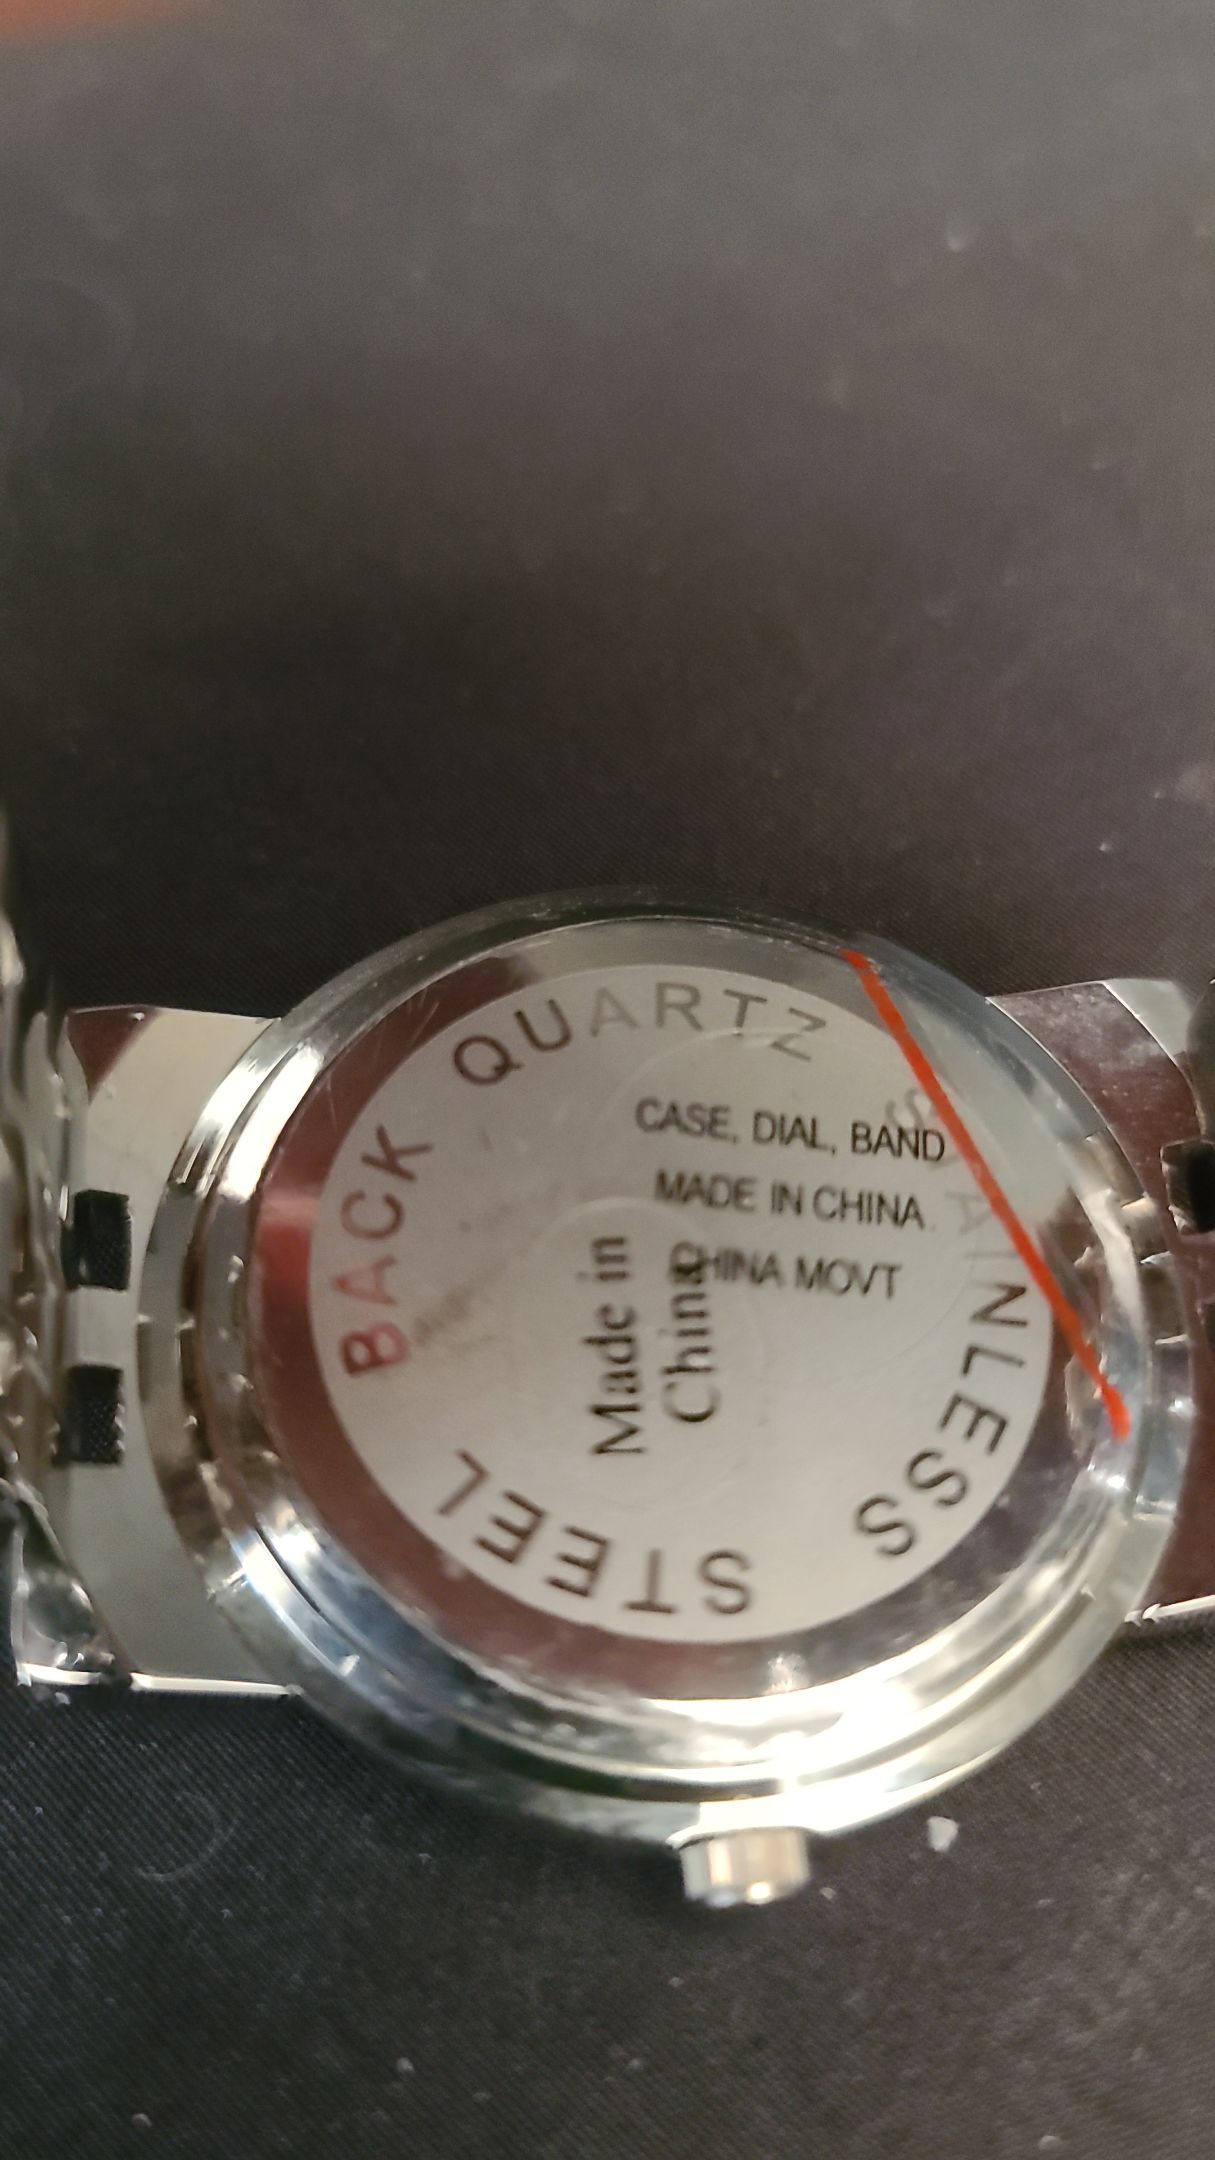 STAINLESS STEEL BACK QUARTZ
CASE, DIAL, BAND
MADE IN CHINA
CHINA MOVT
Made in
China